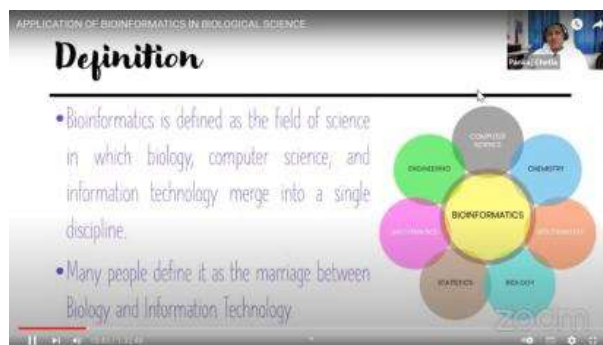 APPLICATION OF BIOINFORMATICS IN BIOLOGICAL SCIENCE
Definition
•Bioinformatics is defined as the field of science
in which biology, computer science, and
information technology merge into a single
discipline.
•Many people define it as the marriage between
Biology and Information Technology
COMPUTER
SCIENCE
ENGINEERING
CHEMISTRY
BIOINFORMATICS
STATISTICS
BIOLOGY
zoom